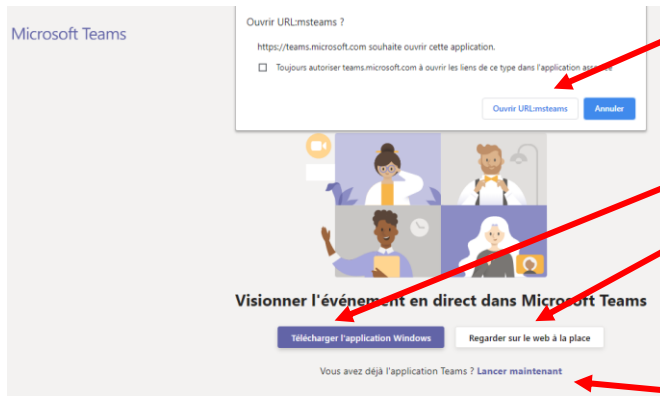 Microsoft Teams
Ouvrir URL:msteams ?
https://teams.microsoft.com souhaite ouvrir cette application.
Toujours autoriser teams.microsoft.com à ouvrir les liens de ce type dans l'application associée
Ouvrir URL:msteams
Annuler
Visionner l'événement en direct dans Microsoft Teams
Télécharger l'application Windows
Regarder sur le web à la place
Vous avez déjà l'application Teams ? Lancer maintenant